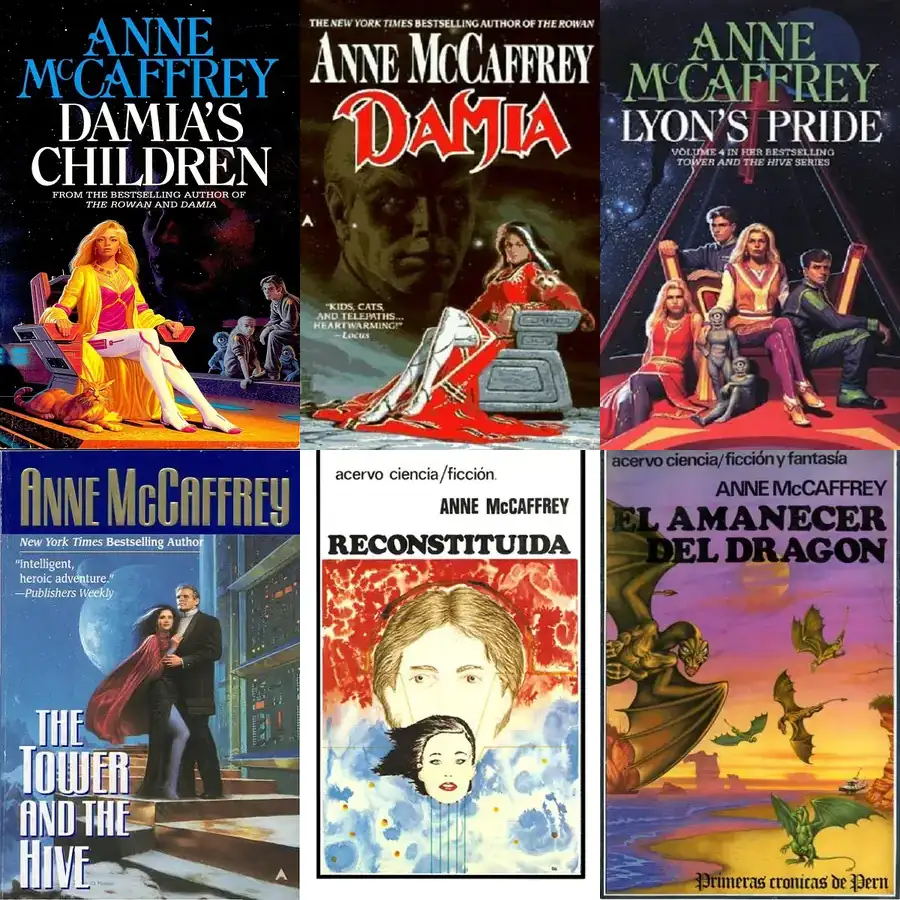 ANNE
McCAFFREY
DAMIA'S
CHILDREN
FROM THE BESTSELLING AUTHOR OF
THE ROWAN AND DAMIA
THE NEW YORK TIMES BESTSELLING AUTHOR OF THE ROWAN
ANNE McCAFFREY
DAMIA
"KIDS, CATS,
AND TELEPATHS...
HEARTWARMING!"
—Locus
ANNE
McCAFFREY
LYON'S PRIDE
VOLUME 4 IN HER BESTSELLING
TOWER AND THE HIVE SERIES
ANNE McCAFFREY
New York Times Bestselling Author
"Intelligent,
heroic adventure."
—Publishers Weekly
THE
TOWER
AND THE
HIVE
acervo ciencia/ficción.
ANNE McCAFFREY
RECONSTITUIDA
acervo ciencia/ficción y fantasía
ANNE McCAFFREY
EL AMANECER
DEL DRAGON
Primeras cronicas de Pern